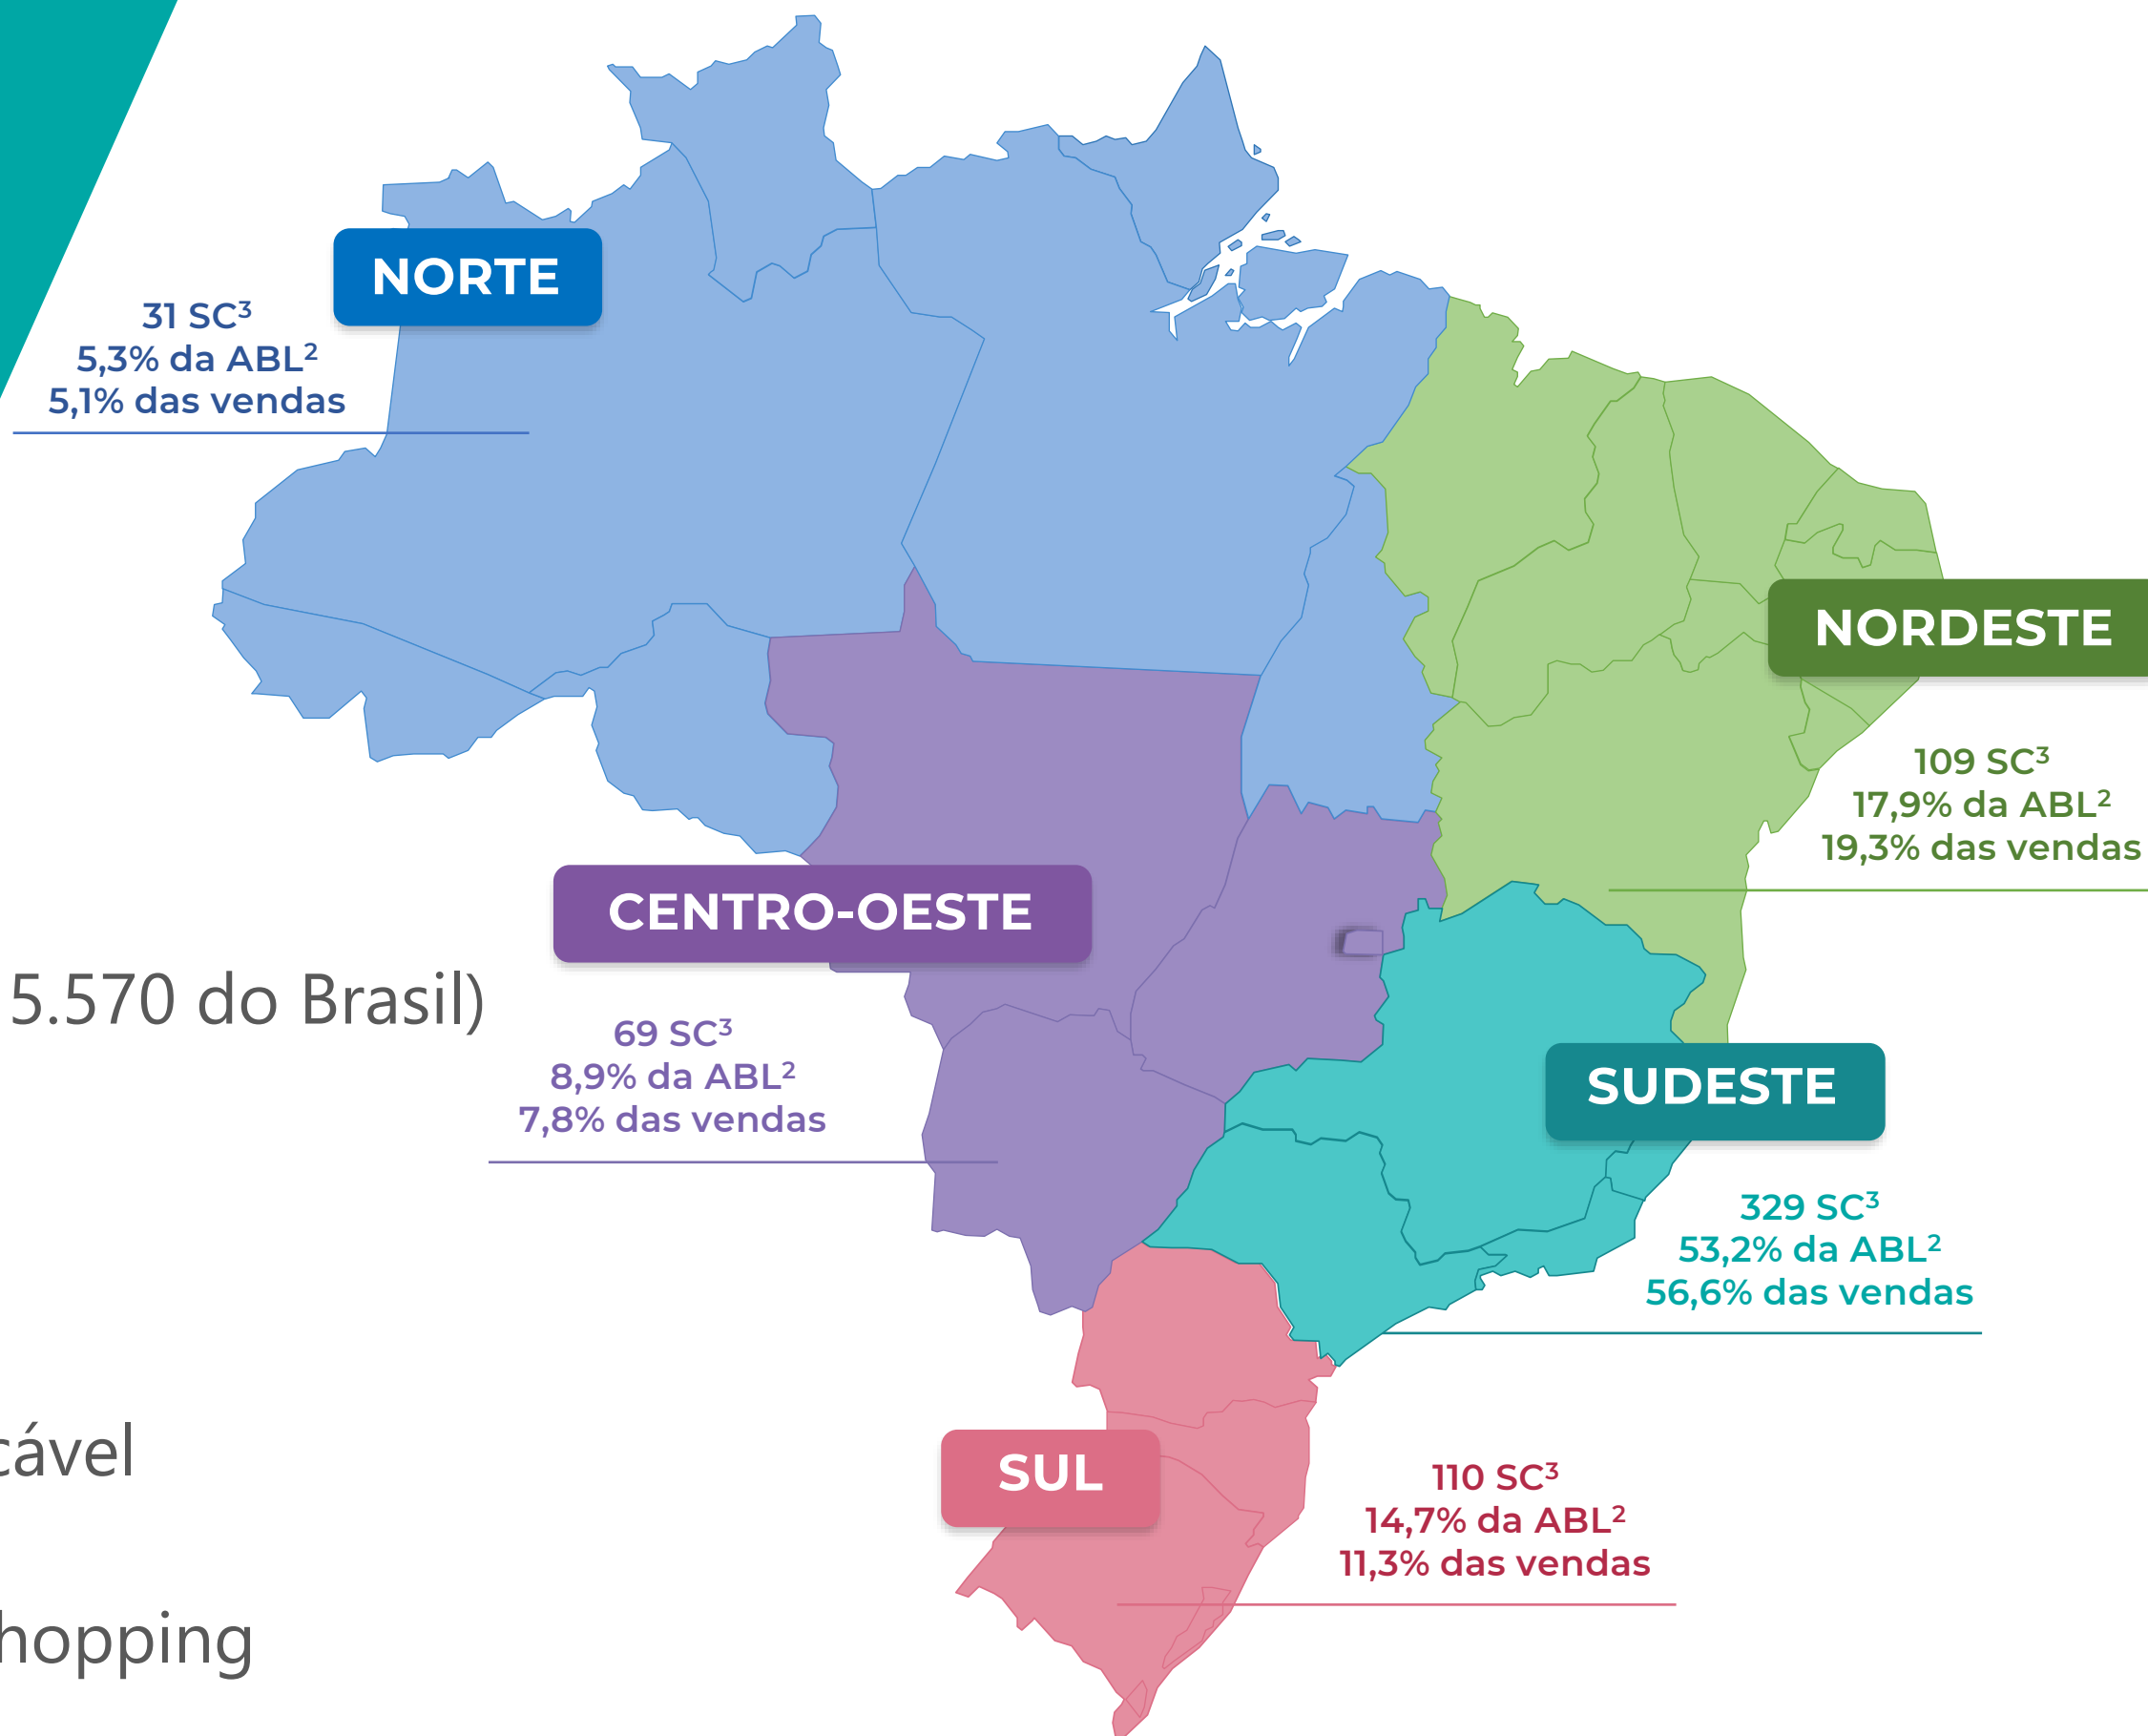 NORTE
31 SC³
5,3% da ABL²
5,1% das vendas
NORDESTE
109 SC³
17,9% da ABL²
19,3% das vendas
CENTRO-OESTE
5.570 do Brasil)
69 SC³
8,9% da ABL²
7,8% das vendas
SUDESTE
329 SC³
53,2% da ABL²
56,6% das vendas
SUL
110 SC³
14,7% da ABL²
11,3% das vendas